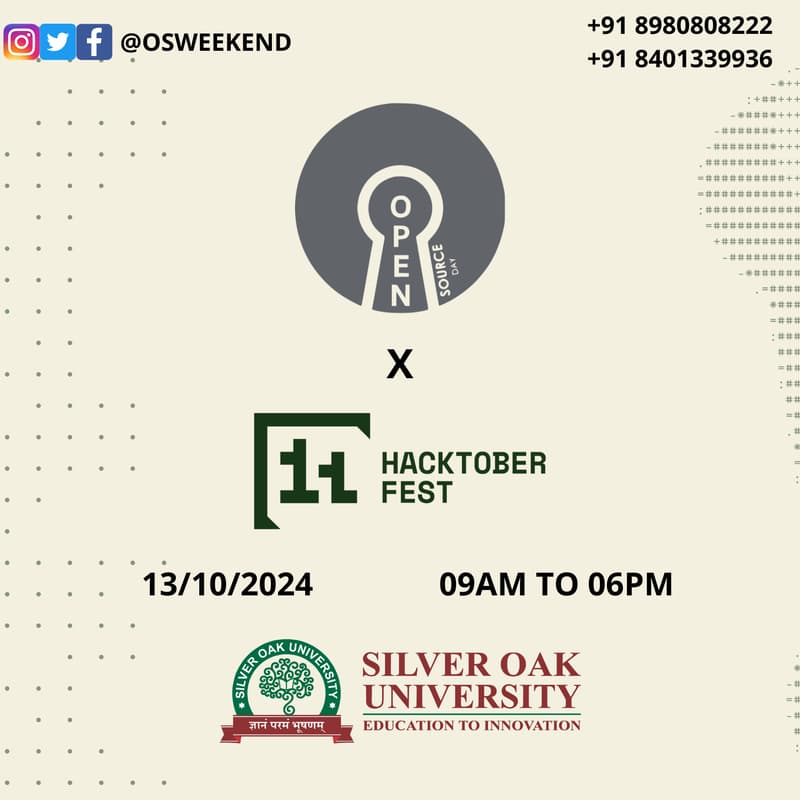 @OSWEEKEND
+91 8980808222
+91 8401339936
OPEN
SOURCE
DAY
X
HACKTOBER
FEST
13/10/2024
09AM TO 06PM
SILVER OAK UNIVERSITY
ज्ञानं परमं भूषणम्
SILVER OAK
UNIVERSITY
EDUCATION TO INNOVATION